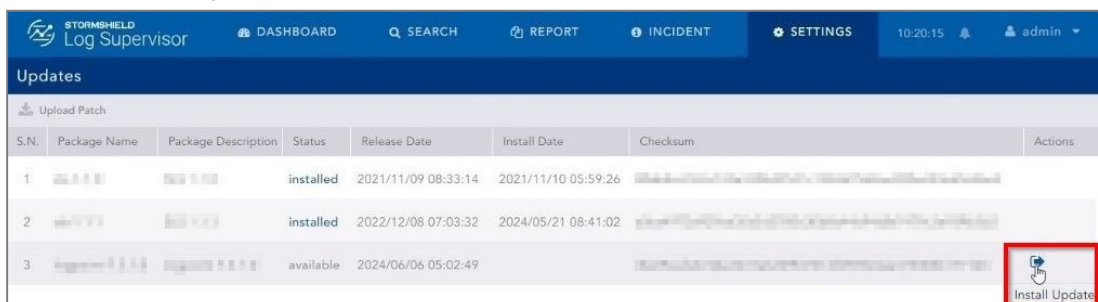 STORMSHIELD
Log Supervisor DASHBOARD SEARCH REPORT INCIDENT SETTINGS 10:20:15 admin
Updates
Upload Patch
S.N. Package Name Package Description Status Release Date Install Date Checksum Actions
1 installed 2021/11/09 08:33:14 2021/11/10 05:59:26
2 installed 2022/12/08 07:03:32 2024/05/21 08:41:02
3 available 2024/06/06 05:02:49
Install Update